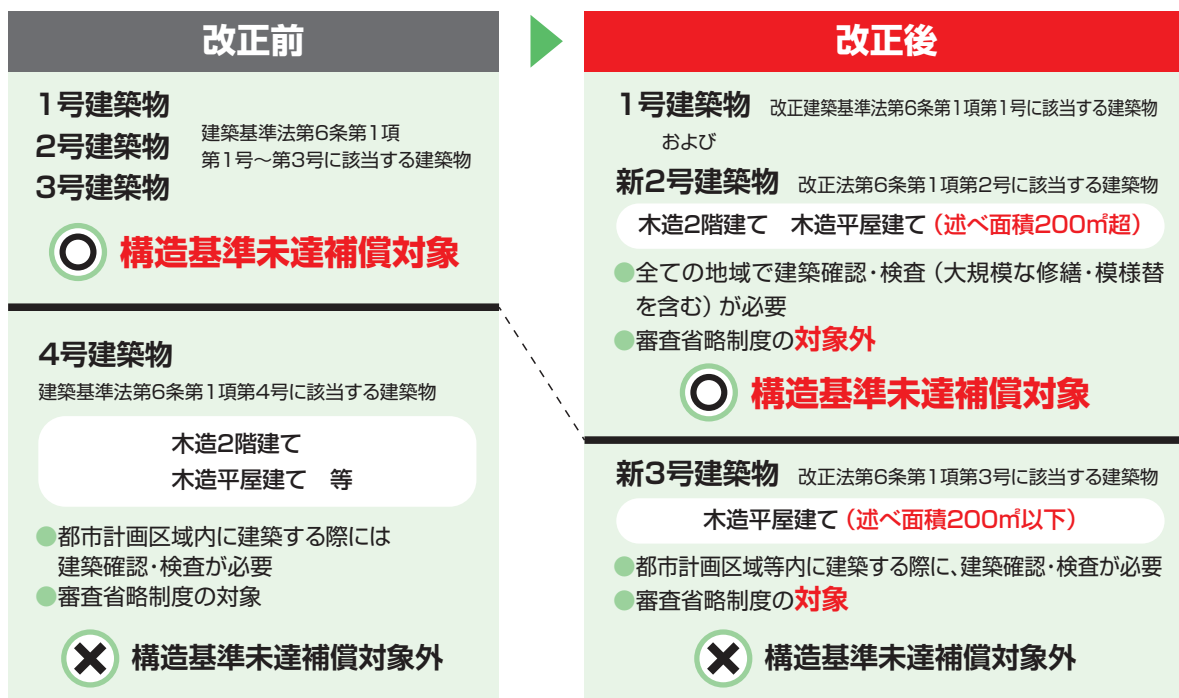 改正前
1号建築物
2号建築物
3号建築物
建築基準法第6条第1項
第1号～第3号に該当する建築物
構造基準未達補償対象
4号建築物
建築基準法第6条第1項第4号に該当する建築物
木造2階建て
木造平屋建て 等
●都市計画区域内に建築する際には
建築確認・検査が必要
●審査省略制度の対象
構造基準未達補償対象外
改正後
1号建築物 改正建築基準法第6条第1項第1号に該当する建築物
および
新2号建築物 改正法第6条第1項第2号に該当する建築物
木造2階建て 木造平屋建て（述べ面積200㎡超）
●全ての地域で建築確認・検査（大規模な修繕・模様替
を含む）が必要
●審査省略制度の対象外
構造基準未達補償対象
新3号建築物 改正法第6条第1項第3号に該当する建築物
木造平屋建て（述べ面積200㎡以下）
●都市計画区域等内に建築する際に、建築確認・検査が必要
●審査省略制度の対象
構造基準未達補償対象外